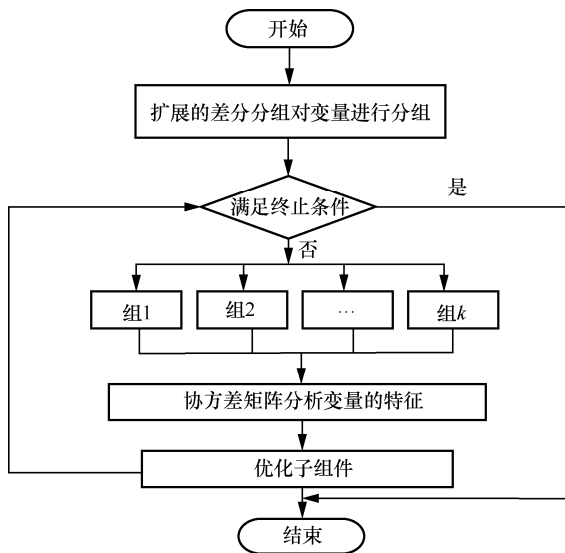 开始
扩展的差分分组对变量进行分组
满足终止条件
是
否
组1
组2
…
组k
协方差矩阵分析变量的特征
优化子组件
结束